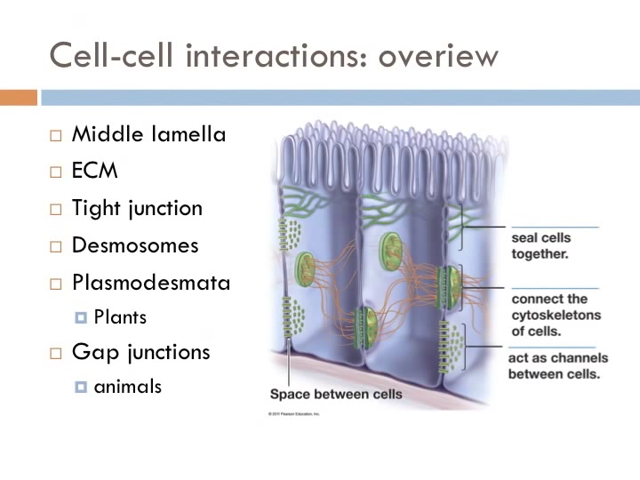 Cell-cell interactions: overiew
Middle lamella
ECM
Tight junction
Desmosomes
Plasmodesmata
Plants
Gap junctions
animals
seal cells
together.
connect the
cytoskeletons
of cells.
act as channels
between cells.
Space between cells
© 2011 Pearson Education, Inc.